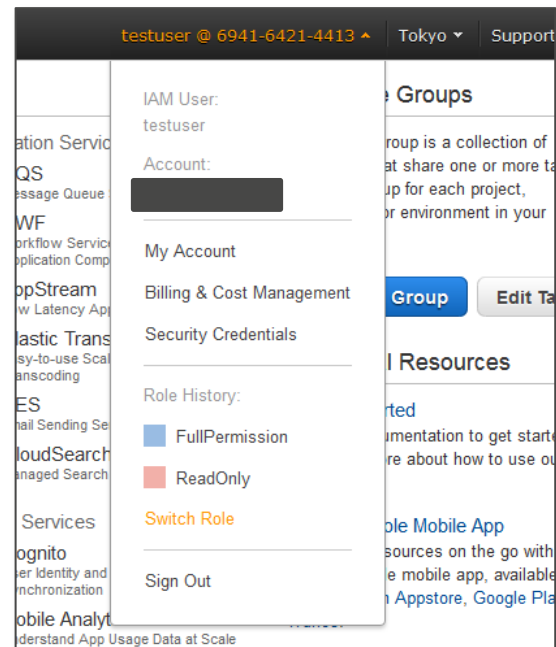 testuser @ 6941-6421-4413
Tokyo
Support
IAM User:
testuser
Account:
My Account
Billing & Cost Management
Security Credentials
Role History:
FullPermission
ReadOnly
Switch Role
Sign Out
ation Servic
QS
essage Queue
WF
orkflow Service
pplication Comp
ppStream
w Latency App
lastic Trans
sy-to-use Scal
anscoding
ES
mail Sending Se
loudSearch
anaged Search
Services
ognito
ser Identity and
ynchronization
obile Analyt
nderstand App Usage Data at Scale
e Groups
roup is a collection of
at share one or more ta
up for each project,
or environment in your
Group
Edit Ta
l Resources
rted
umentation to get starte
re about how to use ou
ole Mobile App
sources on the go with
e mobile app, available
n Appstore, Google Pla